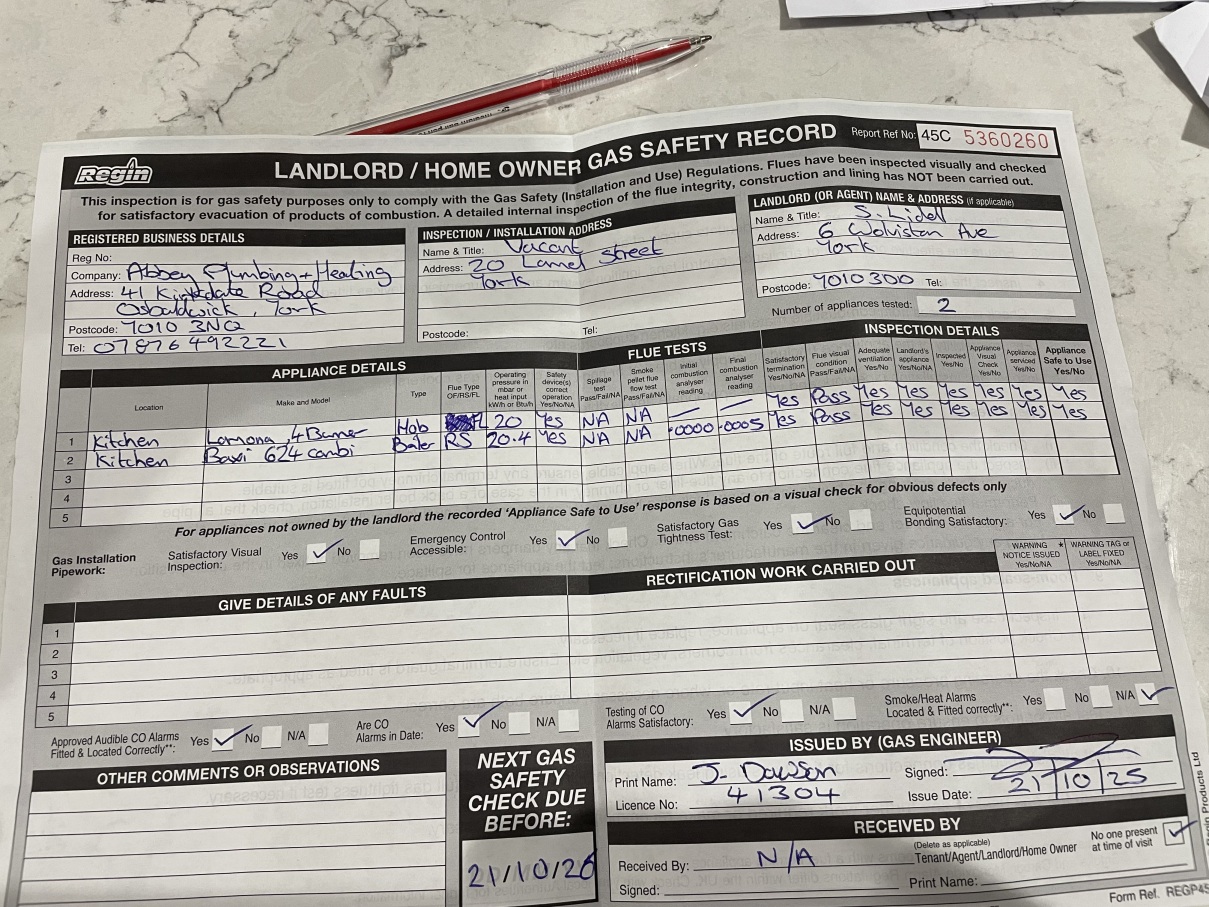 Regin
LANDLORD / HOME OWNER GAS SAFETY RECORD
Report Ref No: 45C 5360260
This inspection is for gas safety purposes only to comply with the Gas Safety (Installation and Use) Regulations. Flues have been inspected visually and checked
for satisfactory evacuation of products of combustion. A detailed internal inspection of the flue integrity, construction and lining has NOT been carried out.
REGISTERED BUSINESS DETAILS
Reg No:
Company: Abbey Plumbing + Heating
Address: 41 Kirkdale Road
Osbaldwick, York
Postcode: YO10 3NQ
Tel: 07876492221
INSPECTION / INSTALLATION ADDRESS
Name & Title: Vacant
Address: 20 Lamel Street
York
Postcode: Tel:
LANDLORD (OR AGENT) NAME & ADDRESS (if applicable)
Name & Title: S. Lidell
Address: 6 Wolviston Ave
York
Postcode: YO10 3DD Tel:
Number of appliances tested: 2
APPLIANCE DETAILS
FLUE TESTS
INSPECTION DETAILS
Location
Make and Model
Type
Flue Type OF/RS/FL
Operating pressure in mbar or heat input kW/h or Btu/h
Safety device(s) correct operation Yes/No/NA
Spillage test Pass/Fail/NA
Smoke pellet flue flow test Pass/Fail/NA
Initial combustion analyser reading
Final combustion analyser reading
Satisfactory termination Yes/No/NA
Flue visual condition Pass/Fail/NA
Adequate ventilation Yes/No
Landlord's appliance Yes/No/NA
Inspected Yes/No
Appliance Visual Check Yes/No
Appliance serviced Yes/No
Appliance Safe to Use Yes/No
1 Kitchen Lamona, 4 Burner Hob FL 20 Yes NA NA — — Yes Pass Yes Yes Yes Yes Yes Yes
2 Kitchen Baxi 624 combi Boiler RS 20.4 Yes NA NA .0000 .0005 Yes Pass Yes Yes Yes Yes Yes Yes
3
4
5
For appliances not owned by the landlord the recorded 'Appliance Safe to Use' response is based on a visual check for obvious defects only
Gas Installation Pipework:
Satisfactory Visual Inspection: Yes ✓ No
Emergency Control Accessible: Yes ✓ No
Satisfactory Gas Tightness Test: Yes ✓ No
Equipotential Bonding Satisfactory: Yes ✓ No
GIVE DETAILS OF ANY FAULTS
RECTIFICATION WORK CARRIED OUT
WARNING * NOTICE ISSUED Yes/No/NA
WARNING TAG or LABEL FIXED Yes/No/NA
1
2
3
4
5
Approved Audible CO Alarms Fitted & Located Correctly**: Yes ✓ No N/A
Are CO Alarms in Date: Yes ✓ No N/A
Testing of CO Alarms Satisfactory: Yes ✓ No N/A
Smoke/Heat Alarms Located & Fitted correctly**: Yes No N/A ✓
OTHER COMMENTS OR OBSERVATIONS
NEXT GAS
SAFETY
CHECK DUE
BEFORE:
21/10/26
ISSUED BY (GAS ENGINEER)
Print Name: J. Dawson Signed:
Licence No: 41304 Issue Date: 21/10/25
RECEIVED BY
Received By: N/A
(Delete as applicable)
Tenant/Agent/Landlord/Home Owner
No one present at time of visit ✓
Signed: Print Name:
Form Ref. REGP45
Regin Products Ltd